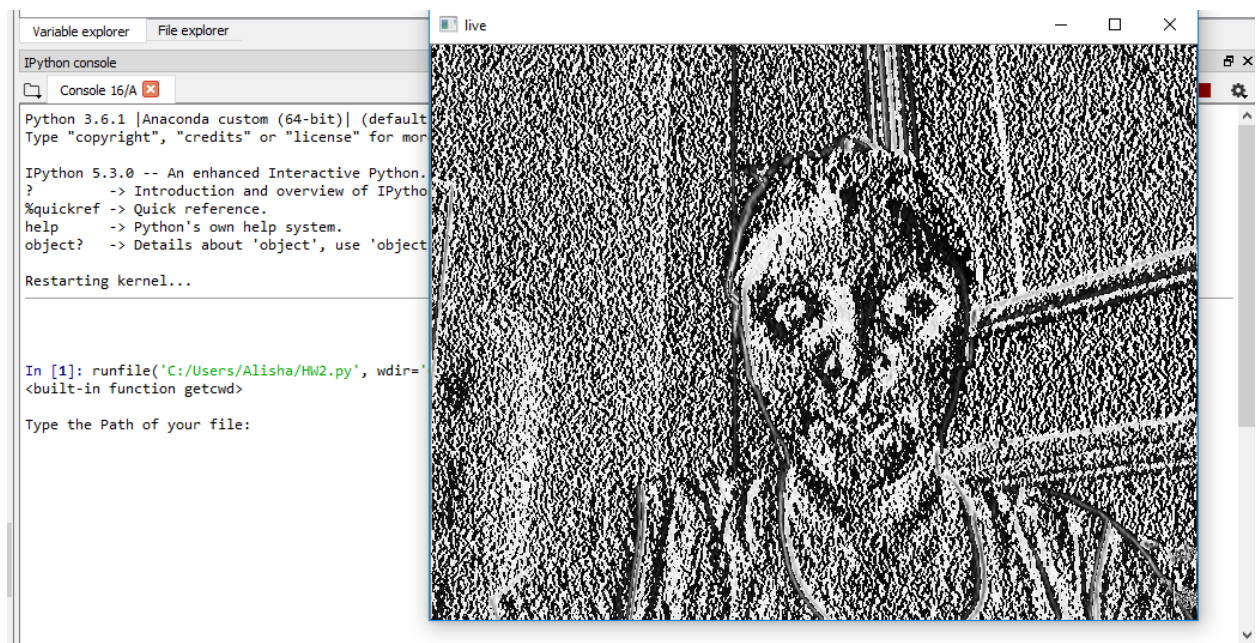 Variable explorer File explorer
live
IPython console
Console 16/A
Python 3.6.1 |Anaconda custom (64-bit)| (default
Type "copyright", "credits" or "license" for mor
IPython 5.3.0 -- An enhanced Interactive Python.
? -> Introduction and overview of IPytho
%quickref -> Quick reference.
help -> Python's own help system.
object? -> Details about 'object', use 'object
Restarting kernel...
In [1]: runfile('C:/Users/Alisha/HW2.py', wdir='
<built-in function getcwd>
Type the Path of your file: